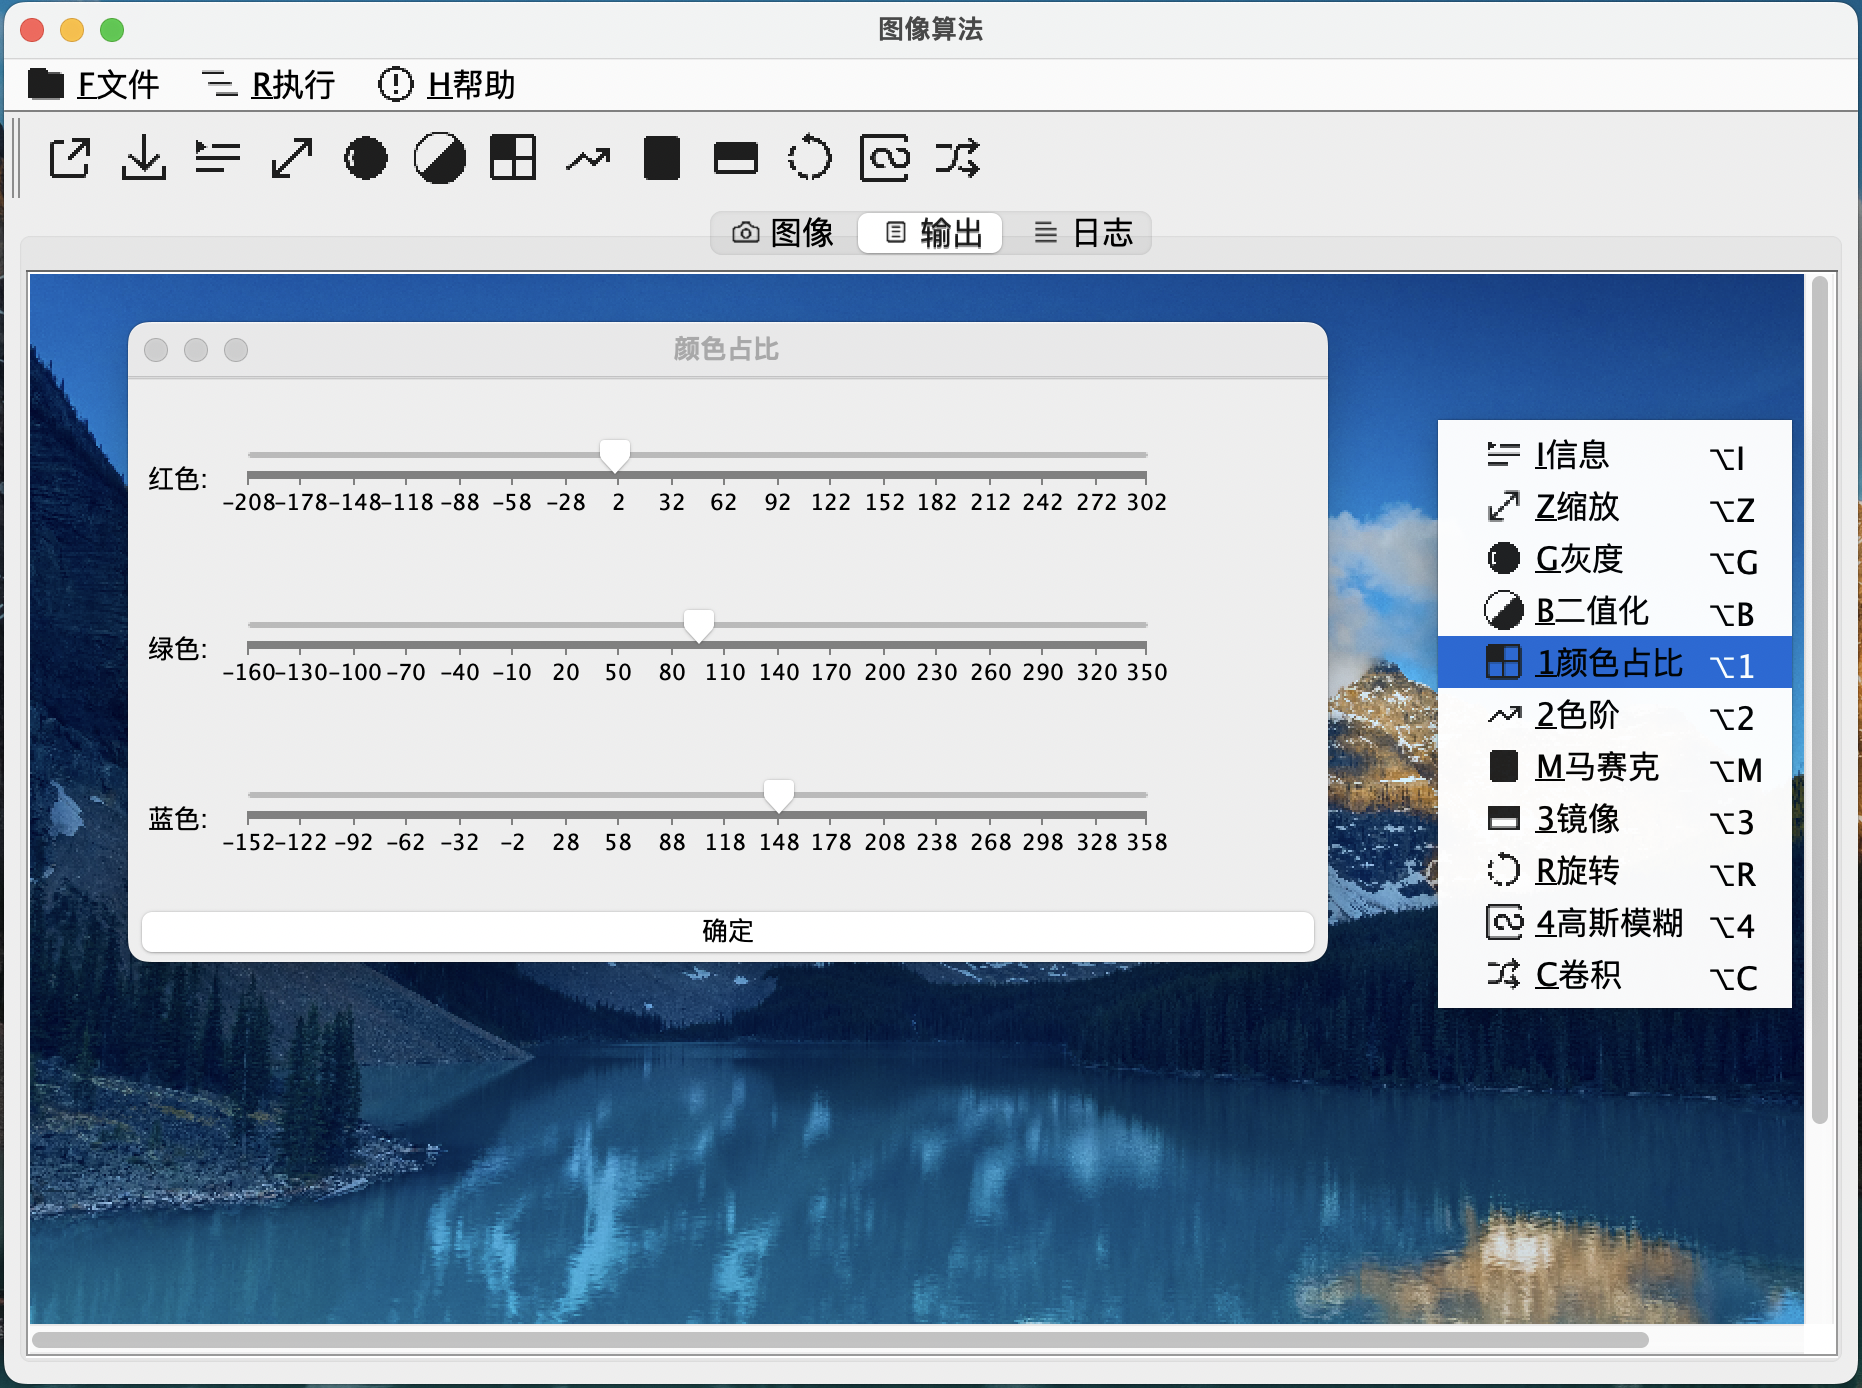 图像算法
F文件 R执行 H帮助
图像 输出 日志
颜色占比
红色:
-208 -178 -148 -118 -88 -58 -28 2 32 62 92 122 152 182 212 242 272 302
绿色:
-160 -130 -100 -70 -40 -10 20 50 80 110 140 170 200 230 260 290 320 350
蓝色:
-152 -122 -92 -62 -32 -2 28 58 88 118 148 178 208 238 268 298 328 358
确定
I信息 ⌥I
Z缩放 ⌥Z
G灰度 ⌥G
B二值化 ⌥B
1颜色占比 ⌥1
2色阶 ⌥2
M马赛克 ⌥M
3镜像 ⌥3
R旋转 ⌥R
4高斯模糊 ⌥4
C卷积 ⌥C